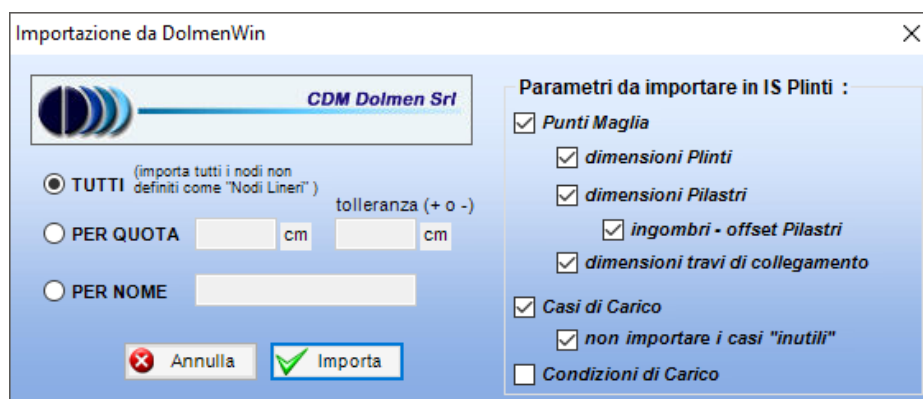 Importazione da DolmenWin
CDM Dolmen Srl
TUTTI (importa tutti i nodi non
definiti come "Nodi Lineri" )
tolleranza (+ o -)
PER QUOTA cm cm
PER NOME
Annulla Importa
Parametri da importare in IS Plinti :
Punti Maglia
dimensioni Plinti
dimensioni Pilastri
ingombri - offset Pilastri
dimensioni travi di collegamento
Casi di Carico
non importare i casi "inutili"
Condizioni di Carico